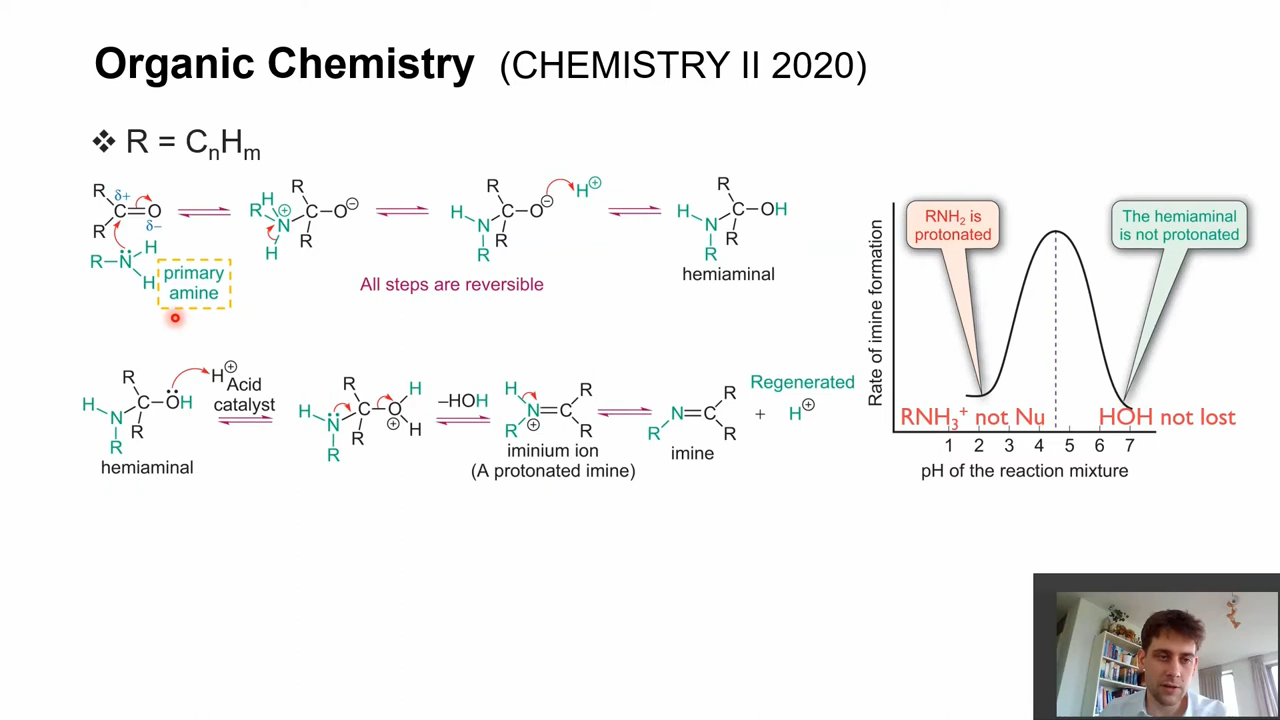 Organic Chemistry (CHEMISTRY II 2020)
❖ R = CₙHₘ
R
δ+
C=O
R
δ–
R–N̈
H
H
primary
amine
H
R
R
⊕
N
C–O⊖
H
R
R
H
N
C–O⊖
H⊕
R
R
R
H
N
C–OH
R
R
hemiaminal
All steps are reversible
R
H
N
C–ÖH
R
R
hemiaminal
H⊕
Acid
catalyst
R
H
H
N̈
C–O
⊕
H
R
R
–HOH
H
R
N=C
R
⊕
R
iminium ion
(A protonated imine)
R
N=C
R
R
imine
+
Regenerated
H⊕
Rate of imine formation
RNH₂ is
protonated
The hemiaminal
is not protonated
RNH₃⁺ not Nu
HOH not lost
1 2 3 4 5 6 7
pH of the reaction mixture